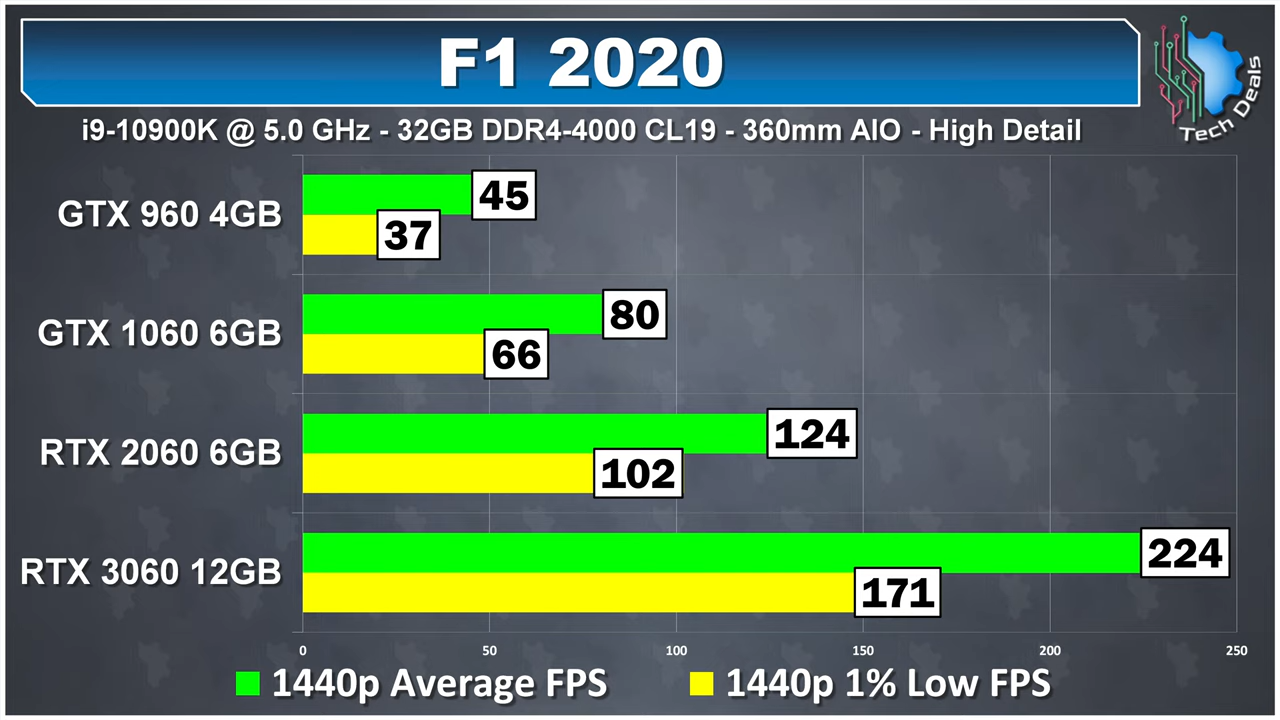 F1 2020
Tech Deals
i9-10900K @ 5.0 GHz - 32GB DDR4-4000 CL19 - 360mm AIO - High Detail
GTX 960 4GB
45
37
GTX 1060 6GB
80
66
RTX 2060 6GB
124
102
RTX 3060 12GB
224
171
0 50 100 150 200 250
1440p Average FPS 1440p 1% Low FPS